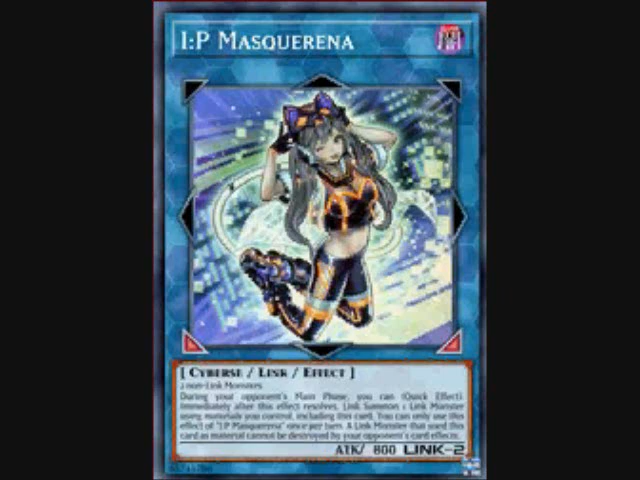 I:P Masquerena
[ Cyberse / Link / Effect ]
2 non-Link Monsters
During your opponent's Main Phase, you can (Quick Effect):
Immediately after this effect resolves, Link Summon 1 Link Monster
using materials you control, including this card. You can only use this
effect of "I:P Masquerena" once per turn. A Link Monster that used this
card as material cannot be destroyed by your opponent's card effects.
ATK/ 800 LINK-2